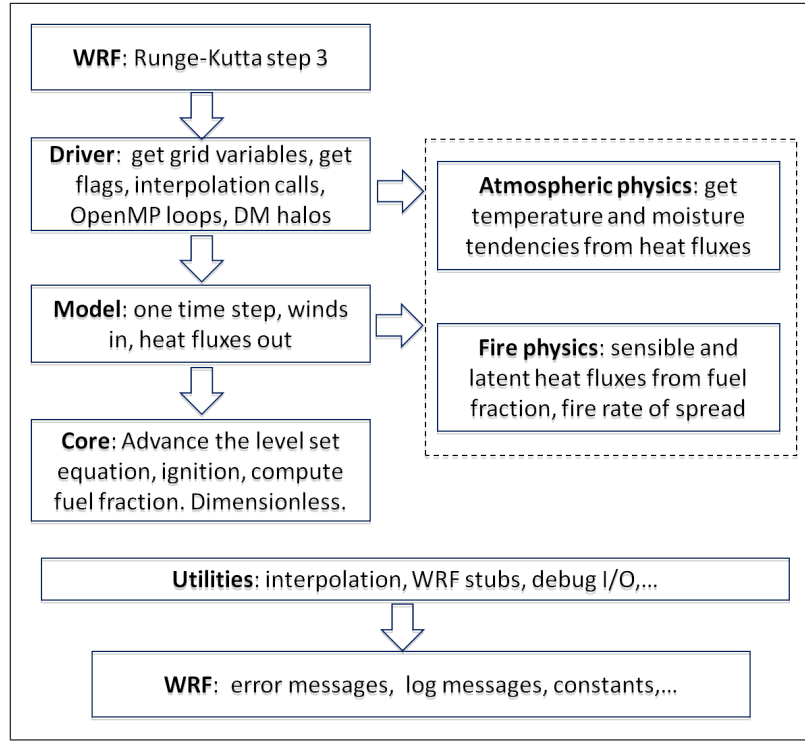 WRF: Runge-Kutta step 3
Driver: get grid variables, get
flags, interpolation calls,
OpenMP loops, DM halos
Atmospheric physics: get
temperature and moisture
tendencies from heat fluxes
Model: one time step, winds
in, heat fluxes out
Fire physics: sensible and
latent heat fluxes from fuel
fraction, fire rate of spread
Core: Advance the level set
equation, ignition, compute
fuel fraction. Dimensionless.
Utilities: interpolation, WRF stubs, debug I/O,...
WRF: error messages, log messages, constants,...